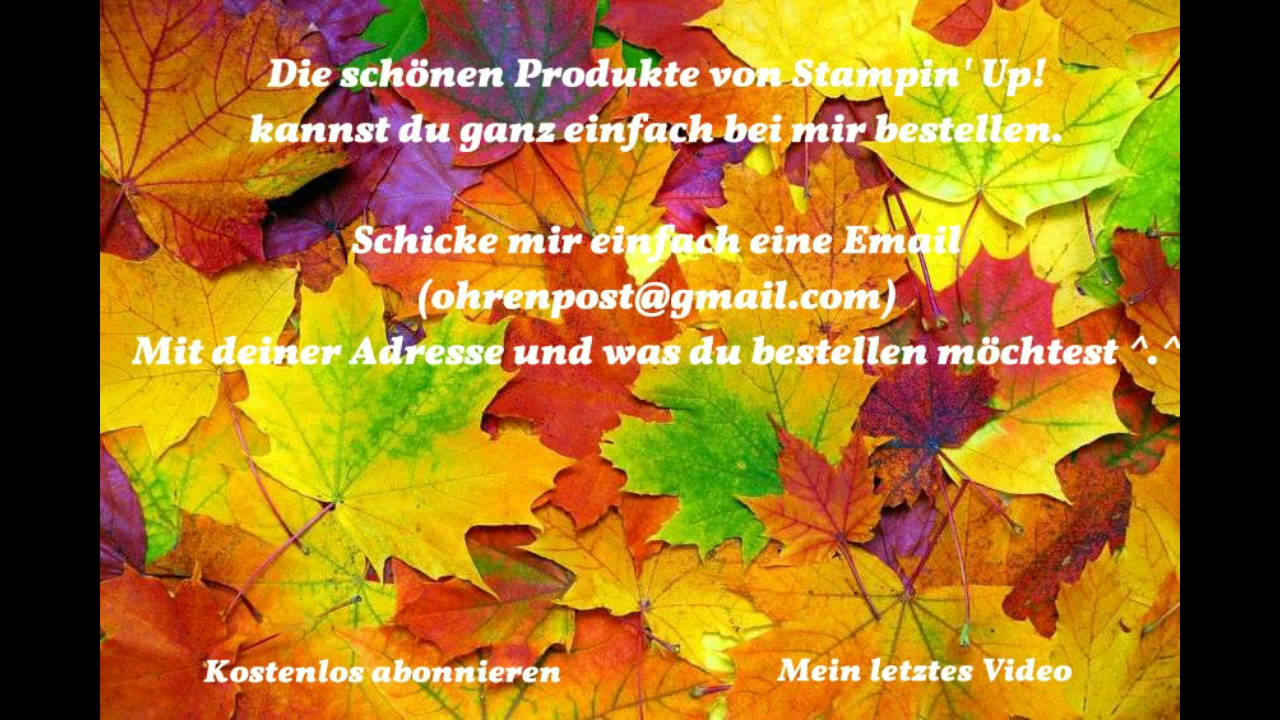 Die schönen Produkte von Stampin' Up!
kannst du ganz einfach bei mir bestellen.
Schicke mir einfach eine Email
(ohrenpost@gmail.com)
Mit deiner Adresse und was du bestellen möchtest ^.^
Kostenlos abonnieren
Mein letztes Video